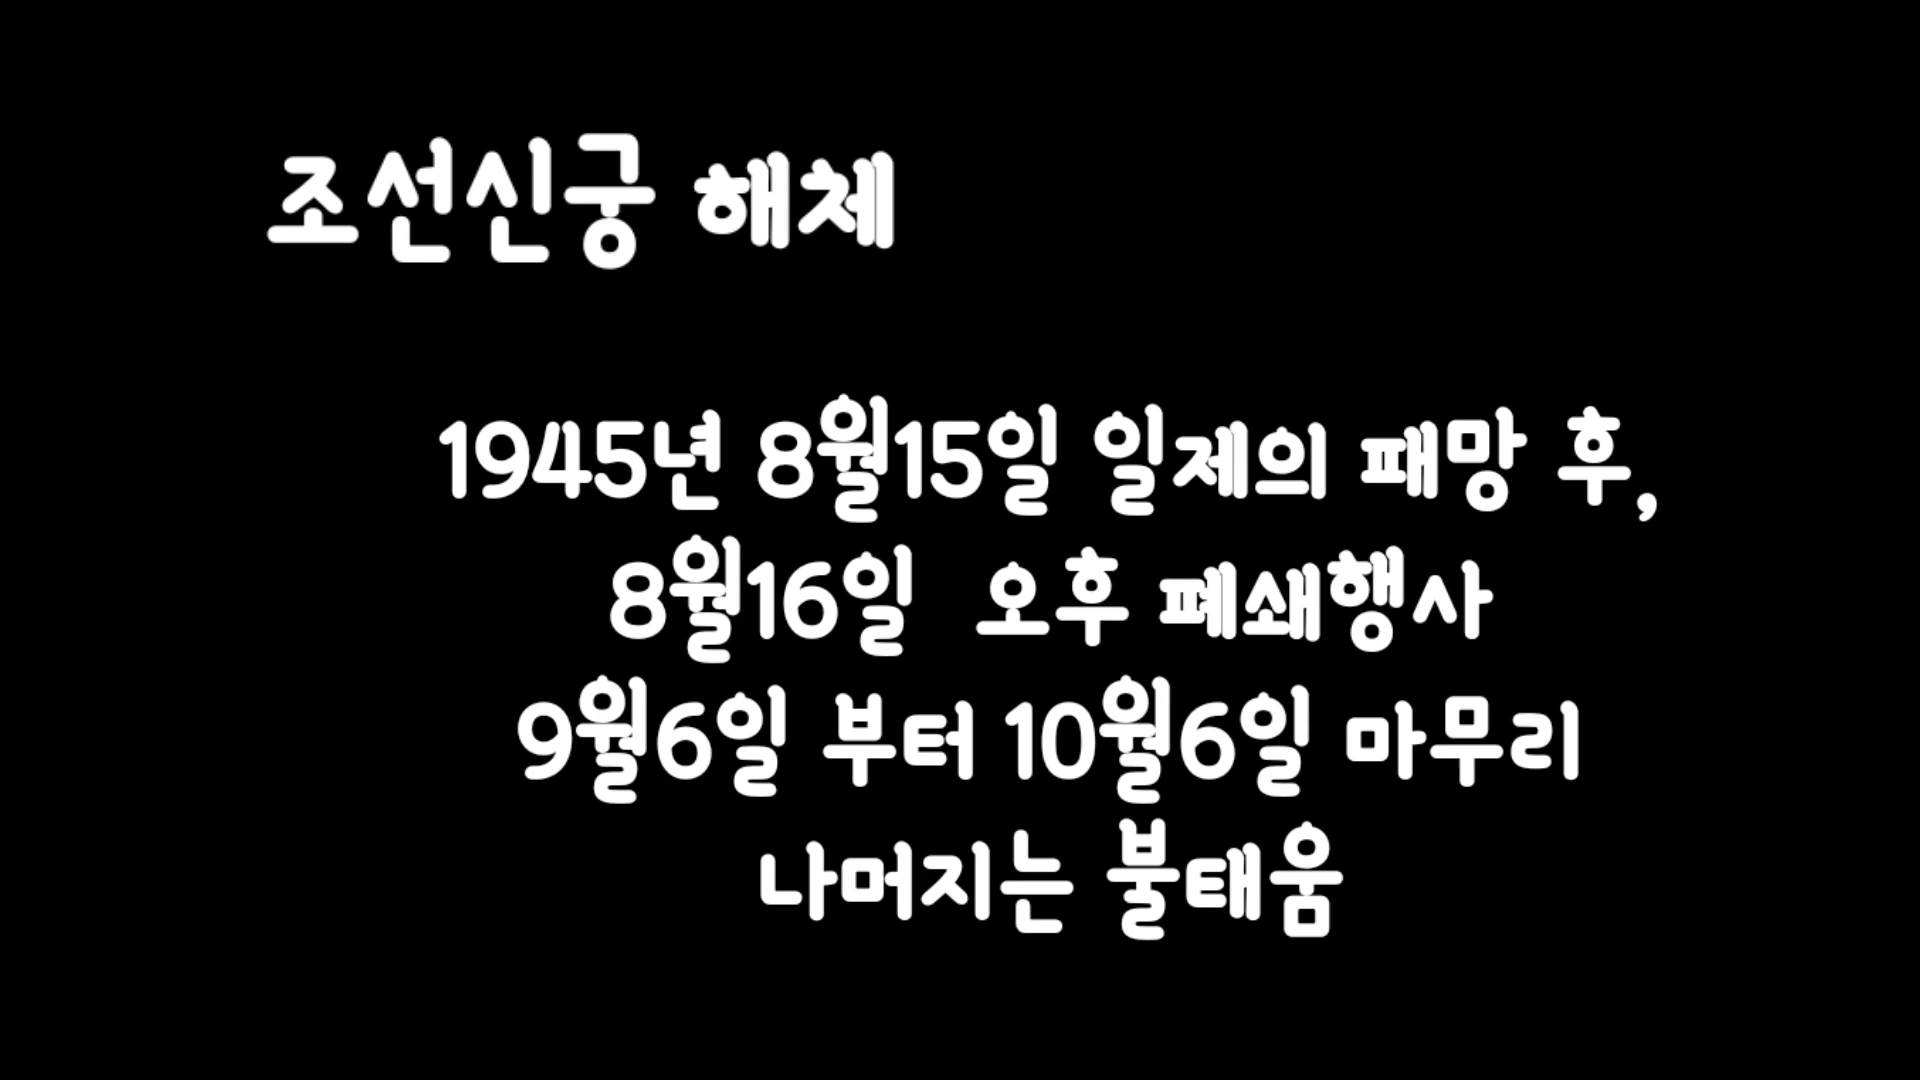 조선신궁 해체
1945년 8월15일 일제의 패망 후,
8월16일  오후 폐쇄행사
9월6일 부터 10월6일 마무리
나머지는 불태움